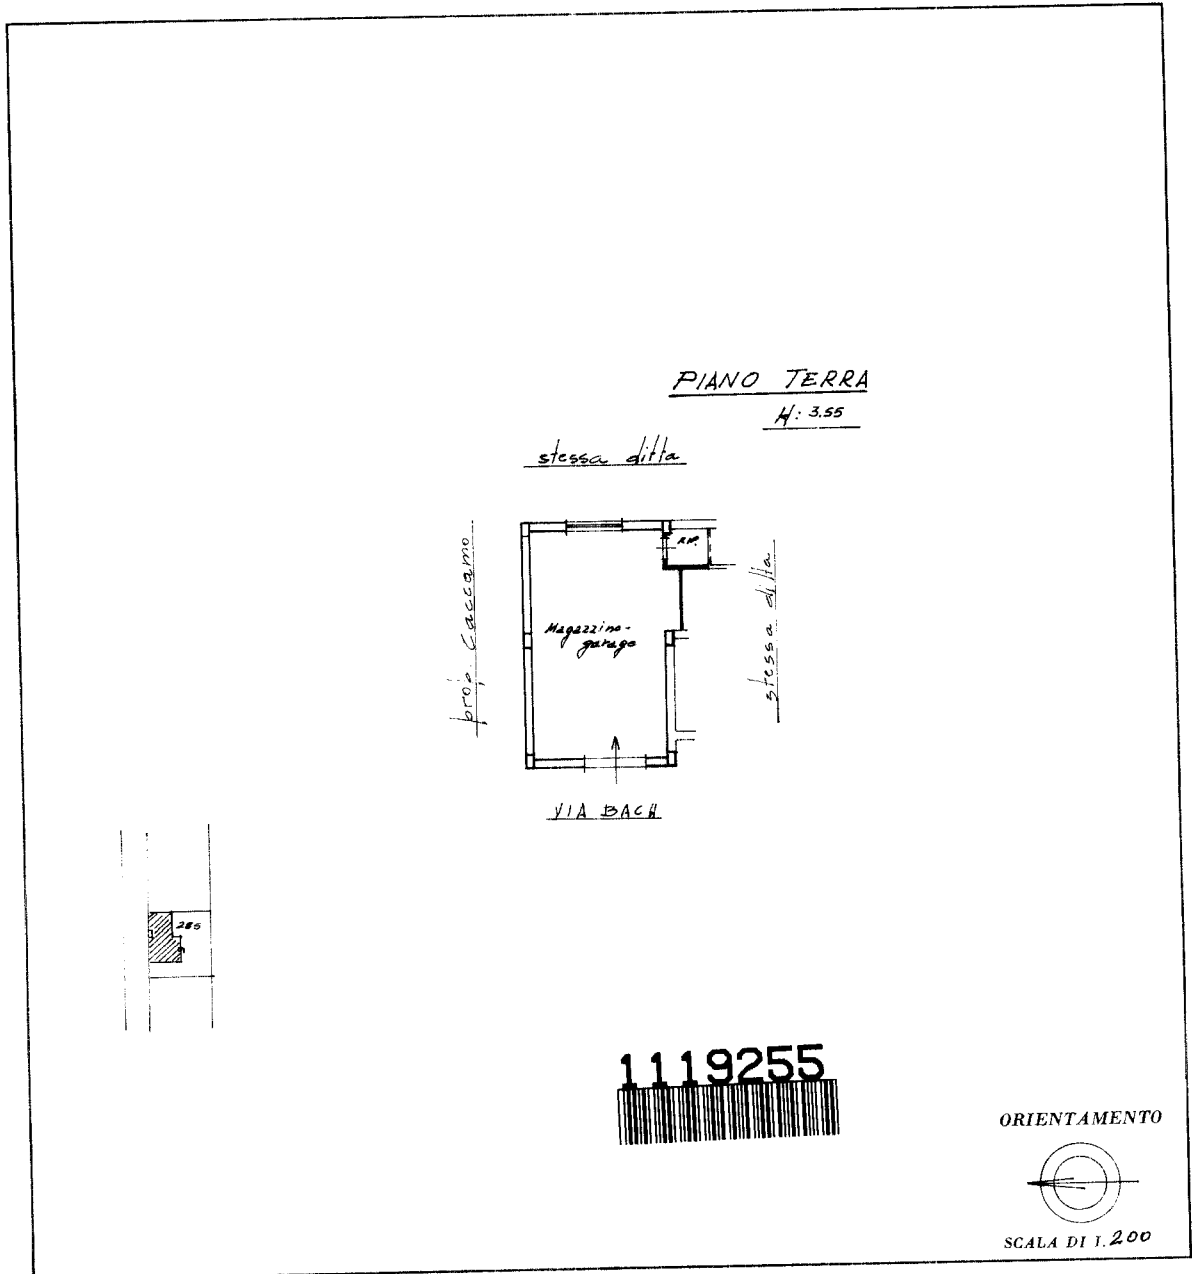 PIANO TERRA
H: 3.55
stessa ditta
prop. Caccamo
RIP.
stessa ditta
Magazzino-
garage
VIA BACH
285
1119255
ORIENTAMENTO
SCALA DI 1. 200